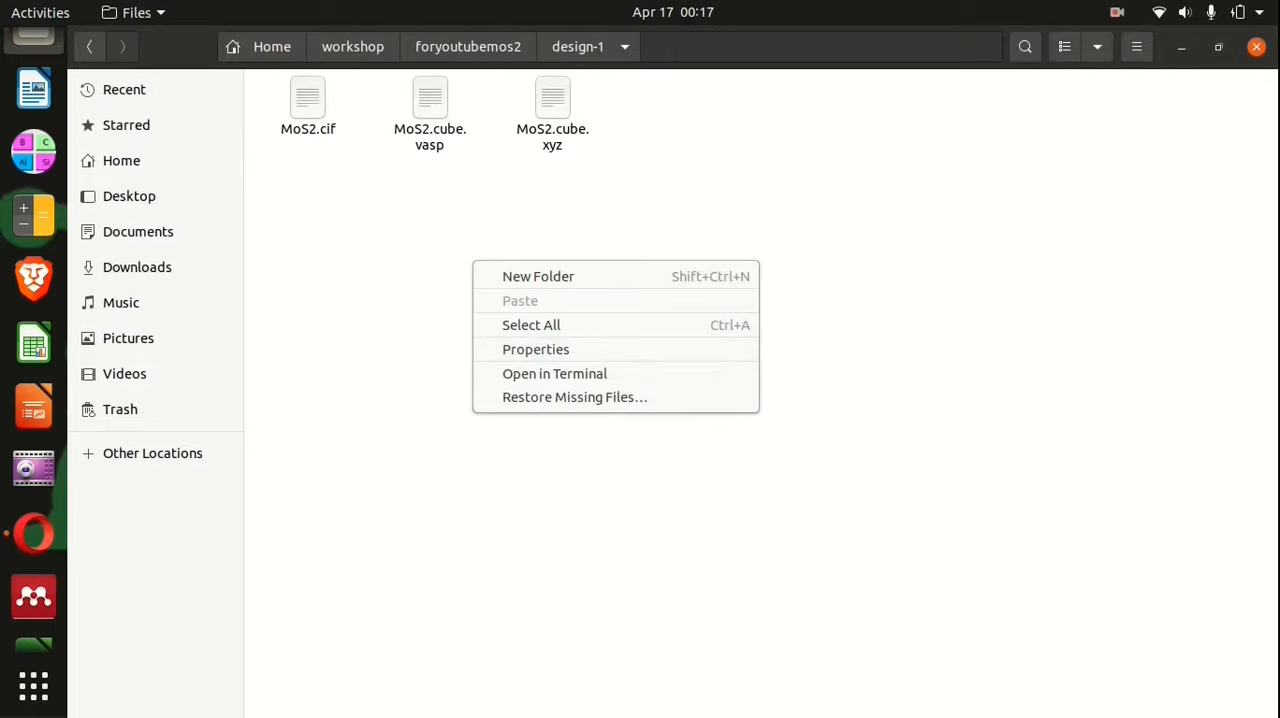 Activities
Files
Apr 17 00:17
Home
workshop
foryoutubemos2
design-1
Recent
Starred
Home
Desktop
Documents
Downloads
Music
Pictures
Videos
Trash
Other Locations
MoS2.cif
MoS2.cube.
vasp
MoS2.cube.
xyz
New Folder Shift+Ctrl+N
Paste
Select All Ctrl+A
Properties
Open in Terminal
Restore Missing Files…
B C
Al Si